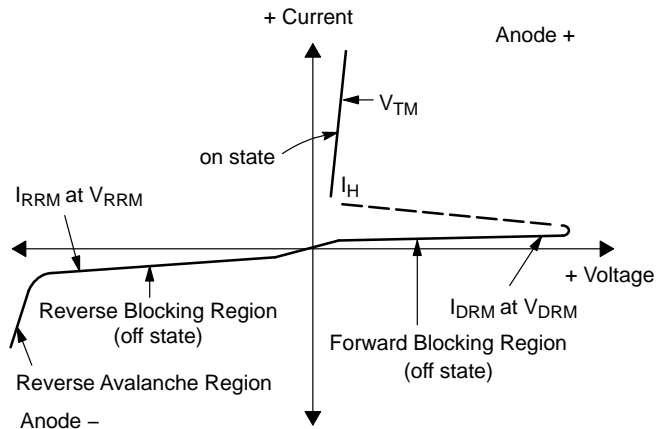 + Current
Anode +
V_TM
on state
I_H
I_RRM at V_RRM
+ Voltage
I_DRM at V_DRM
Reverse Blocking Region
(off state)
Forward Blocking Region
(off state)
Reverse Avalanche Region
Anode −